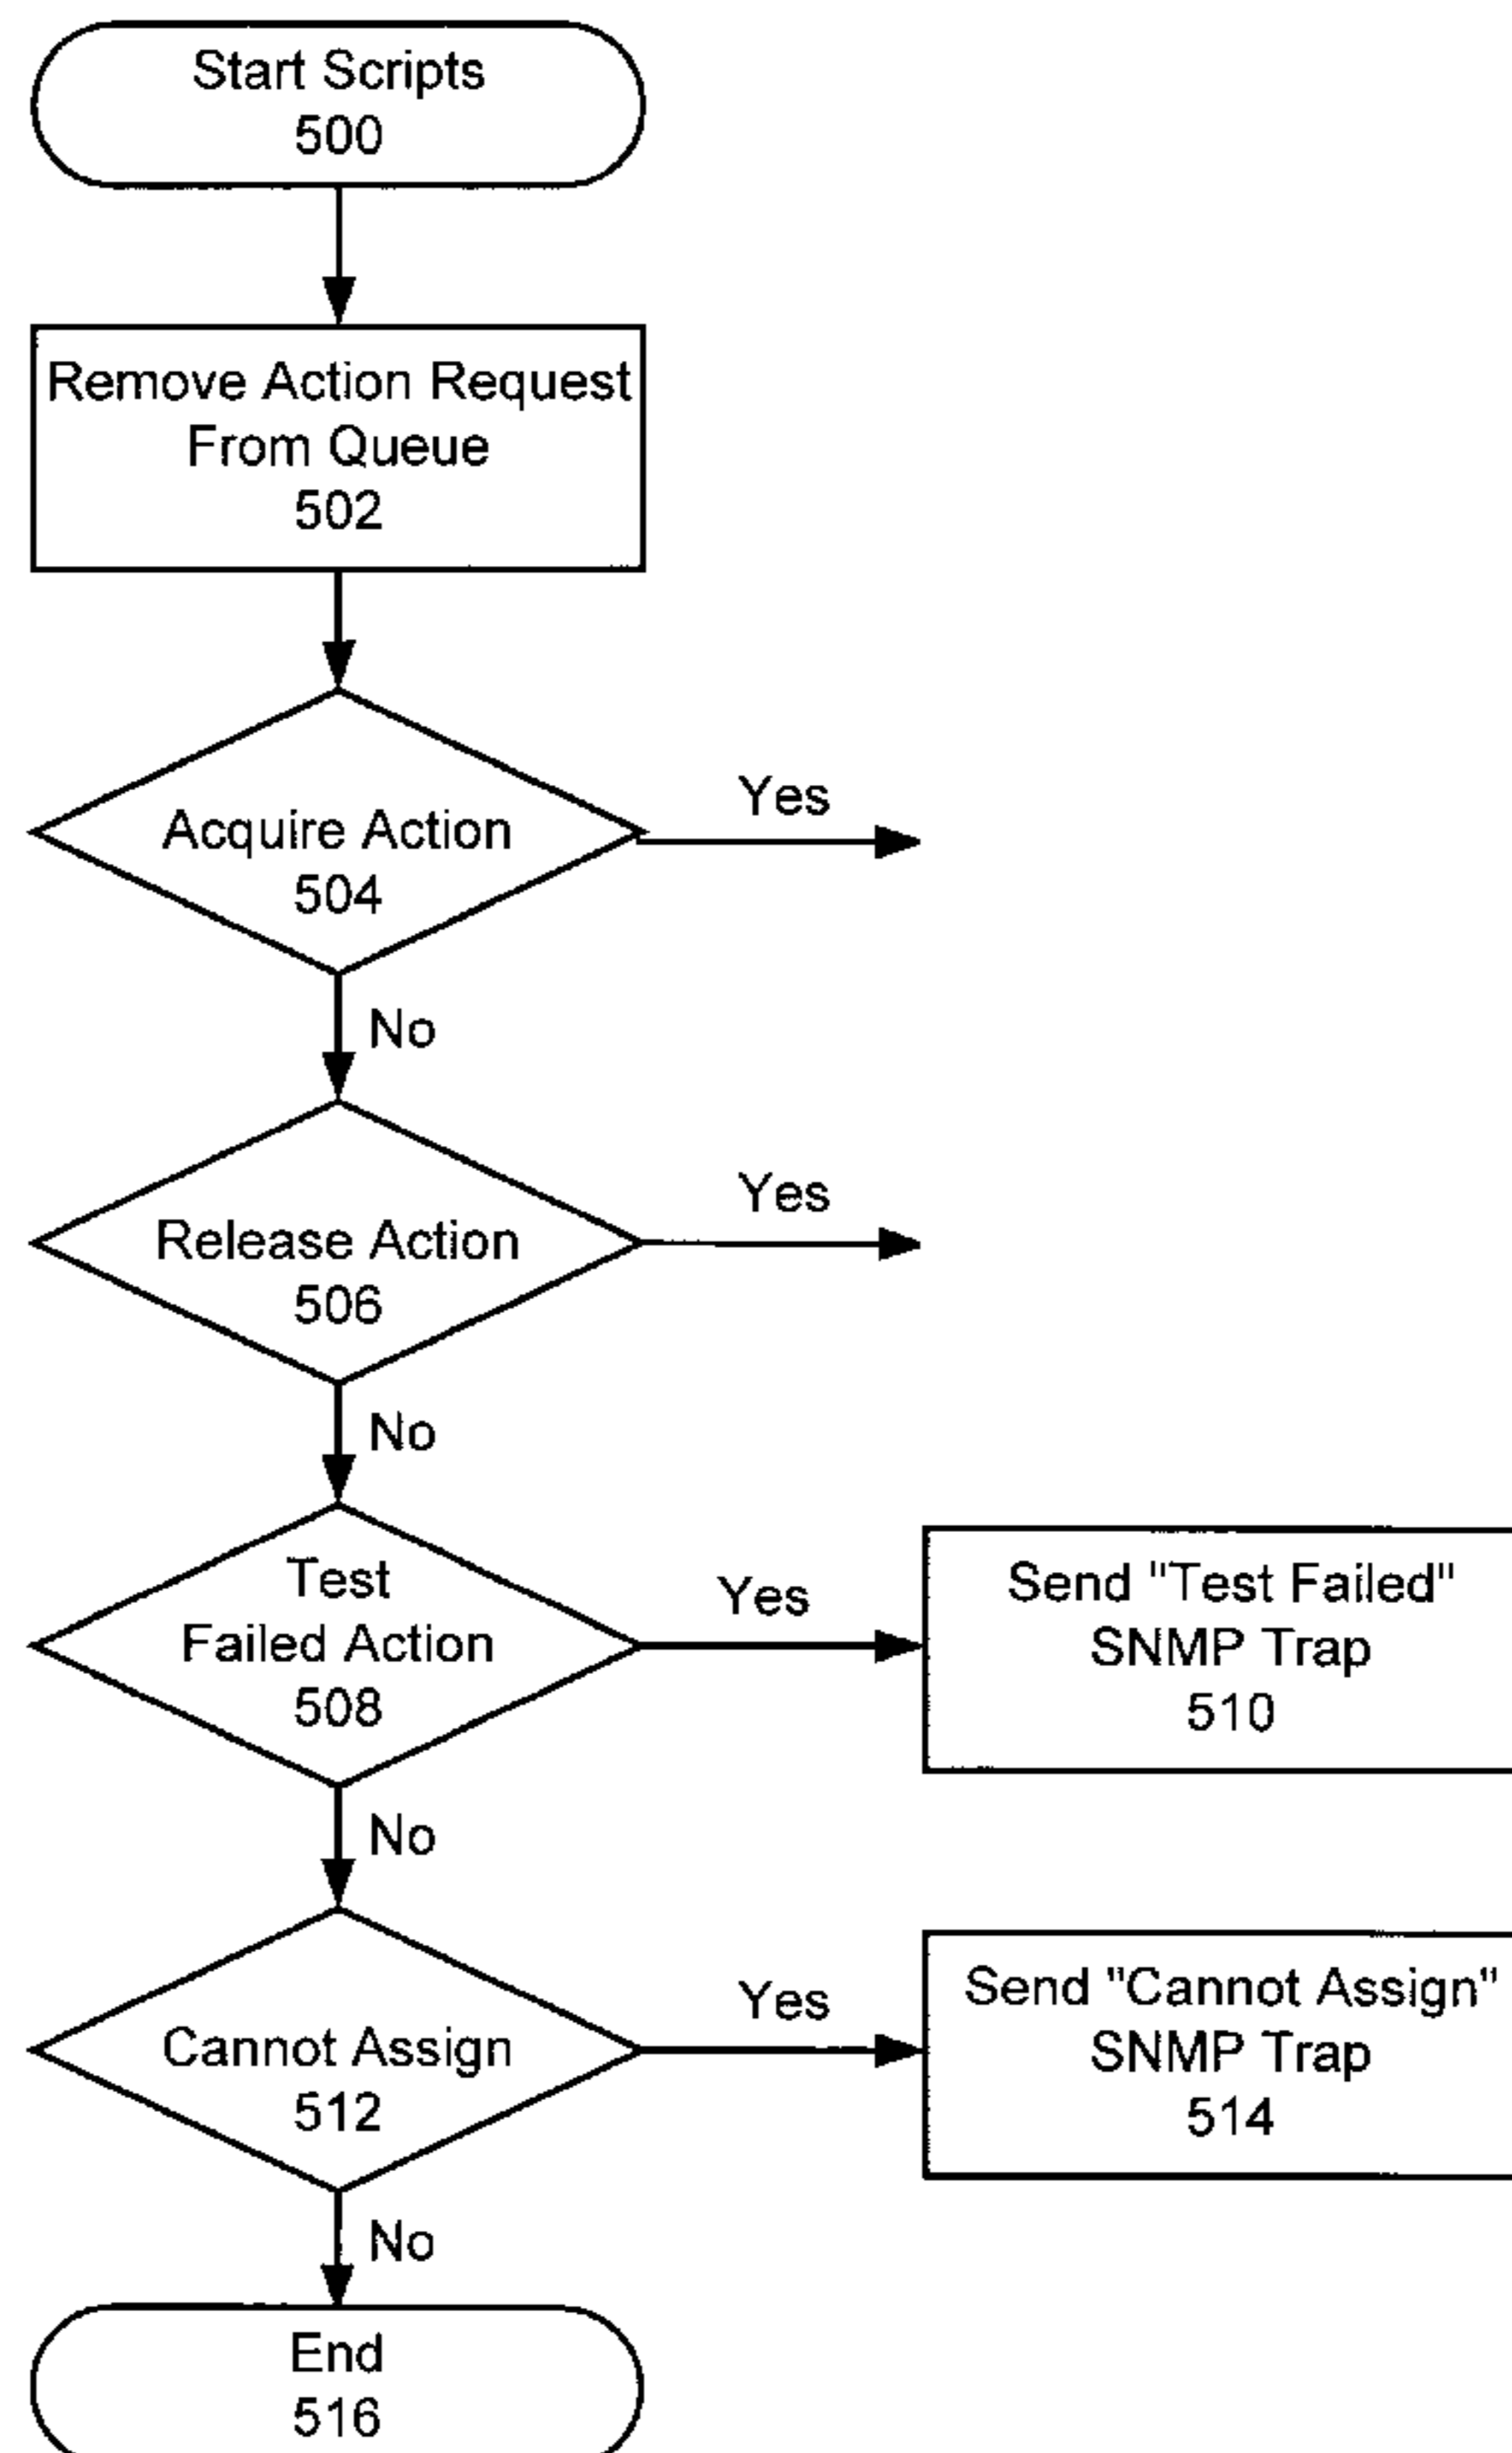 Start Scripts
500
Remove Action Request
From Queue
502
Acquire Action
504
Yes
No
Release Action
506
Yes
No
Test
Failed Action
508
Yes
Send "Test Failed"
SNMP Trap
510
No
Cannot Assign
512
Yes
Send "Cannot Assign"
SNMP Trap
514
No
End
516